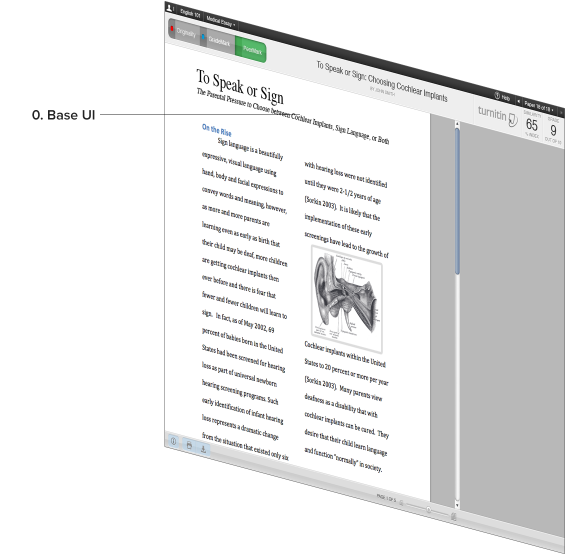 English 101
Medical Essay
Originality
GradeMark
PeerMark
To Speak or Sign: Choosing Cochlear Implants
BY JOHN SMITH
Help
Paper 16 of 18
turnitin
SIMILARITY
65
% INDEX
GRADE
9
OUT OF 10
0. Base UI
To Speak or Sign
The Parental Pressure to Choose between Cochlear Implants, Sign Language, or Both
On the Rise
Sign language is a beautifully
expressive, visual language using
hand, body and facial expressions to
convey words and meaning, however,
as more and more parents are
learning even as early as birth that
their child may be deaf, more children
are getting cochlear implants then
ever before and there is fear that
fewer and fewer children will learn to
sign. In fact, as of May 2002, 69
percent of babies born in the United
States had been screened for hearing
loss as part of universal newborn
hearing screening programs. Such
early identification of infant hearing
loss represents a dramatic change
from the situation that existed only six
with hearing loss were not identified
until they were 2-1/2 years of age
(Sorkin 2003). It is likely that the
implementation of these early
screenings have lead to the growth of
Cochlear implants within the United
States to 20 percent or more per year
(Sorkin 2003). Many parents view
deafness as a disability that with
cochlear implants can be cured. They
desire that their child learn language
and function "normally" in society.